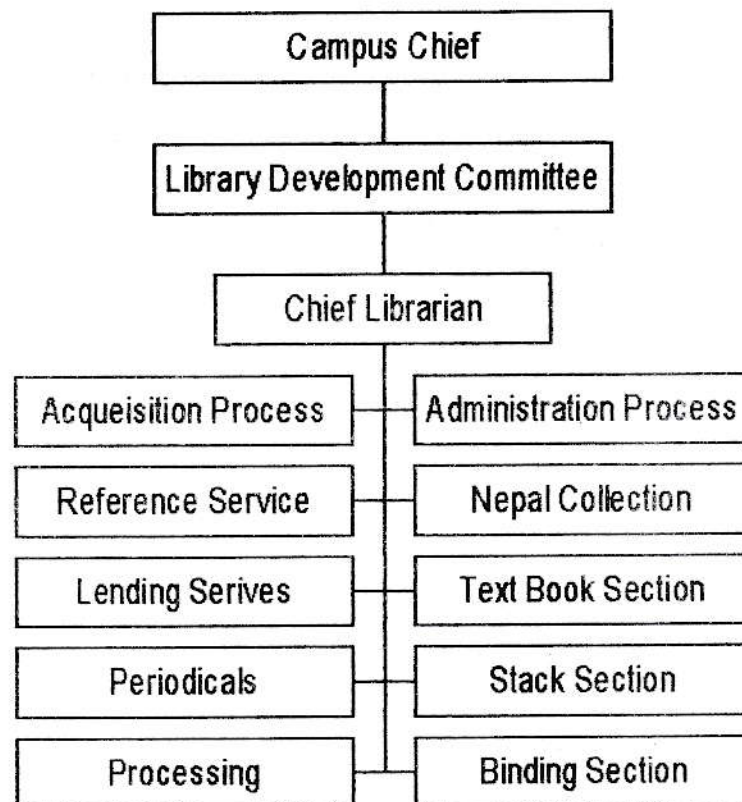 Campus Chief
Library Development Committee
Chief Librarian
Acqueisition Process
Administration Process
Reference Service
Nepal Collection
Lending Serives
Text Book Section
Periodicals
Stack Section
Processing
Binding Section